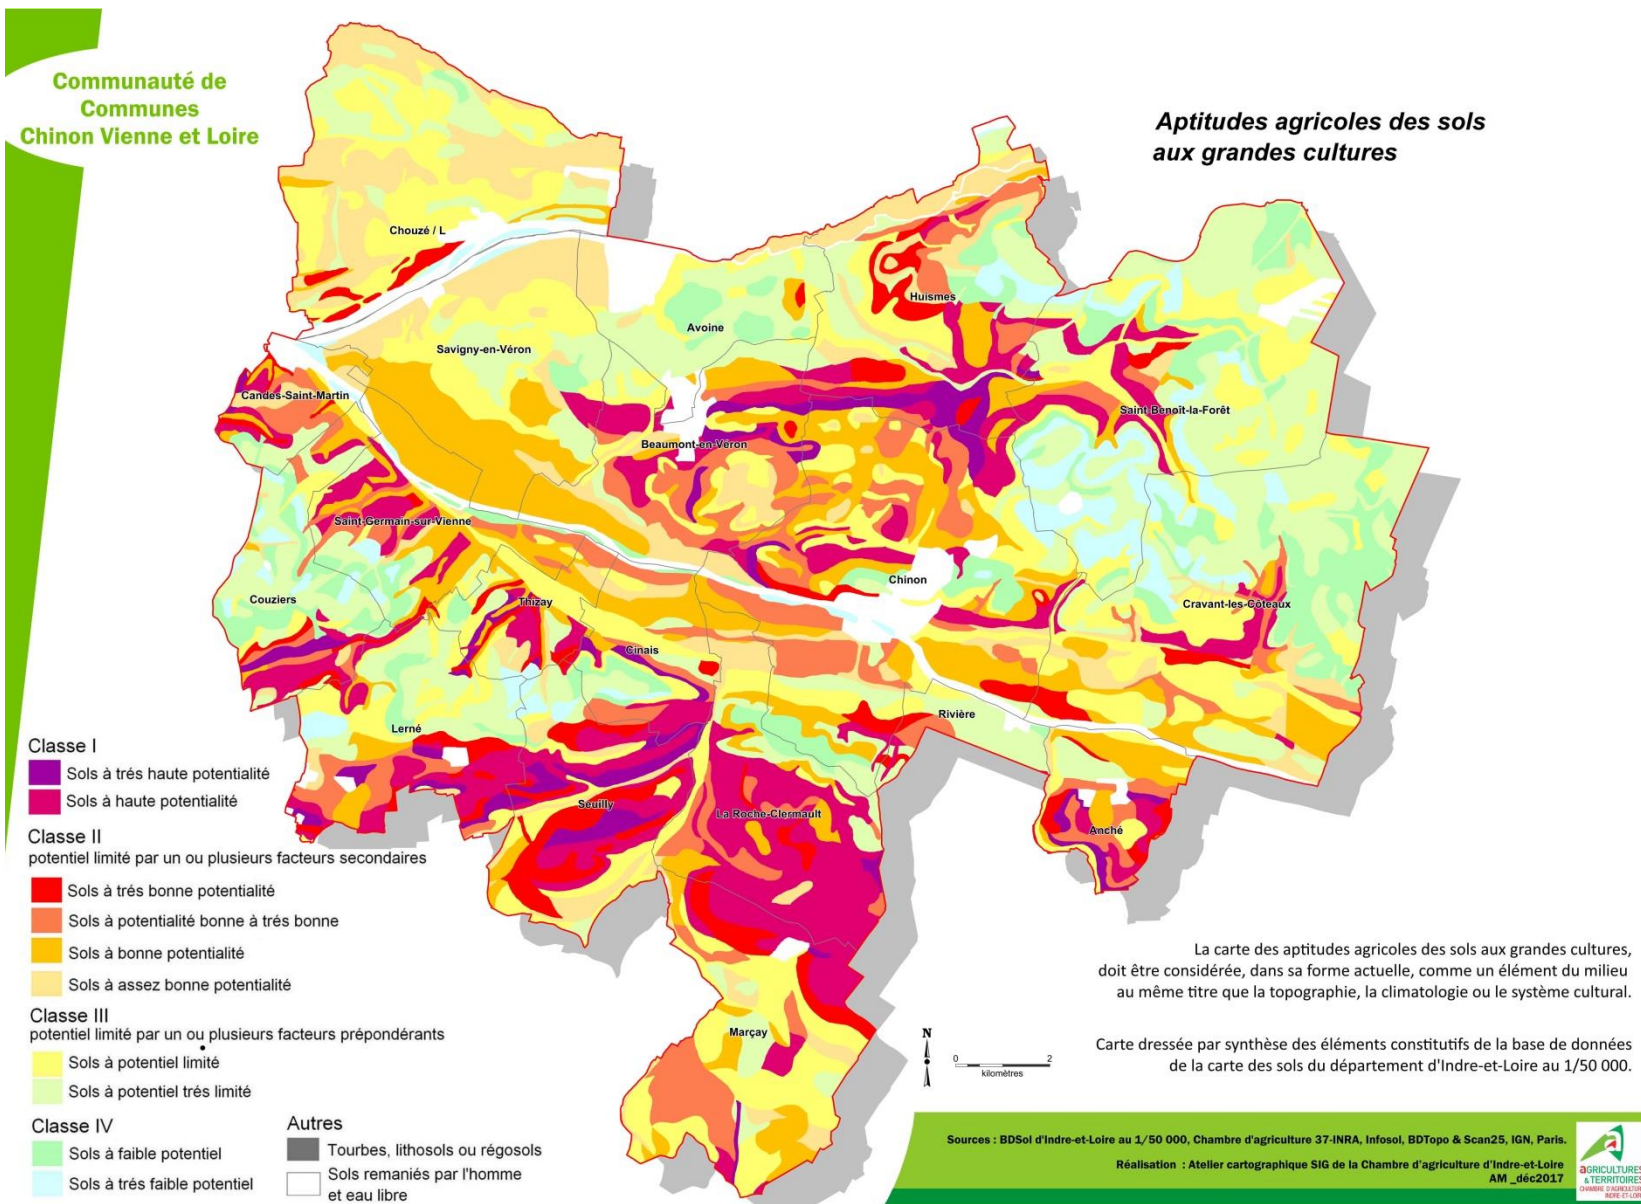 Communauté de
Communes
Chinon Vienne et Loire
Aptitudes agricoles des sols
aux grandes cultures
Chouzé / L
Huismes
Avoine
Savigny-en-Véron
Candes-Saint-Martin
Saint-Benoît-la-Forêt
Beaumont-en-Véron
Saint-Germain-sur-Vienne
Chinon
Couziers
Thizay
Cravant-les-Côteaux
Cinais
Rivière
Lerné
Seuilly
La Roche-Clermault
Anché
Marçay
Classe I
Sols à trés haute potentialité
Sols à haute potentialité
Classe II
potentiel limité par un ou plusieurs facteurs secondaires
Sols à trés bonne potentialité
Sols à potentialité bonne à trés bonne
Sols à bonne potentialité
Sols à assez bonne potentialité
Classe III
potentiel limité par un ou plusieurs facteurs prépondérants
Sols à potentiel limité
Sols à potentiel trés limité
Classe IV
Sols à faible potentiel
Sols à trés faible potentiel
Autres
Tourbes, lithosols ou régosols
Sols remaniés par l'homme
et eau libre
N
0 2
kilomètres
La carte des aptitudes agricoles des sols aux grandes cultures,
doit être considérée, dans sa forme actuelle, comme un élément du milieu
au même titre que la topographie, la climatologie ou le système cultural.
Carte dressée par synthèse des éléments constitutifs de la base de données
de la carte des sols du département d'Indre-et-Loire au 1/50 000.
Sources : BDSol d'Indre-et-Loire au 1/50 000, Chambre d'agriculture 37-INRA, Infosol, BDTopo & Scan25, IGN, Paris.
Réalisation : Atelier cartographique SIG de la Chambre d'agriculture d'Indre-et-Loire
AM _déc2017
aGRICULTURES
& TERRITOIRES
CHAMBRE D'AGRICULTURE
INDRE-ET-LOIRE